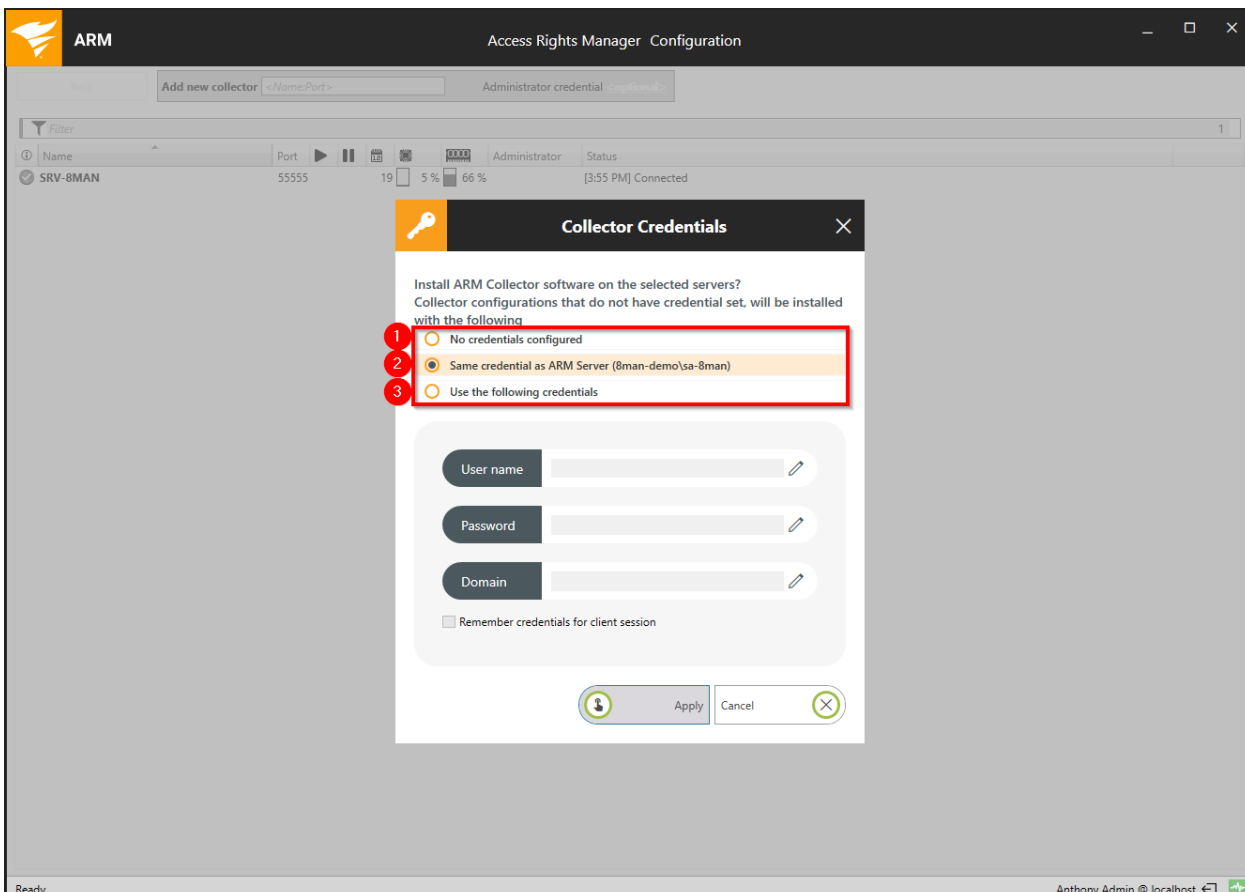 ARM
Access Rights Manager Configuration
Add new collector <Name:Port> Administrator credential <optional>
Filter 1
Name Port Administrator Status
SRV-8MAN 55555 19 5 % 66 % [3:55 PM] Connected
Collector Credentials
Install ARM Collector software on the selected servers?
Collector configurations that do not have credential set, will be installed
with the following
1 No credentials configured
2 Same credential as ARM Server (8man-demo\sa-8man)
3 Use the following credentials
User name
Password
Domain
Remember credentials for client session
Apply Cancel
Ready Anthony Admin @ localhost